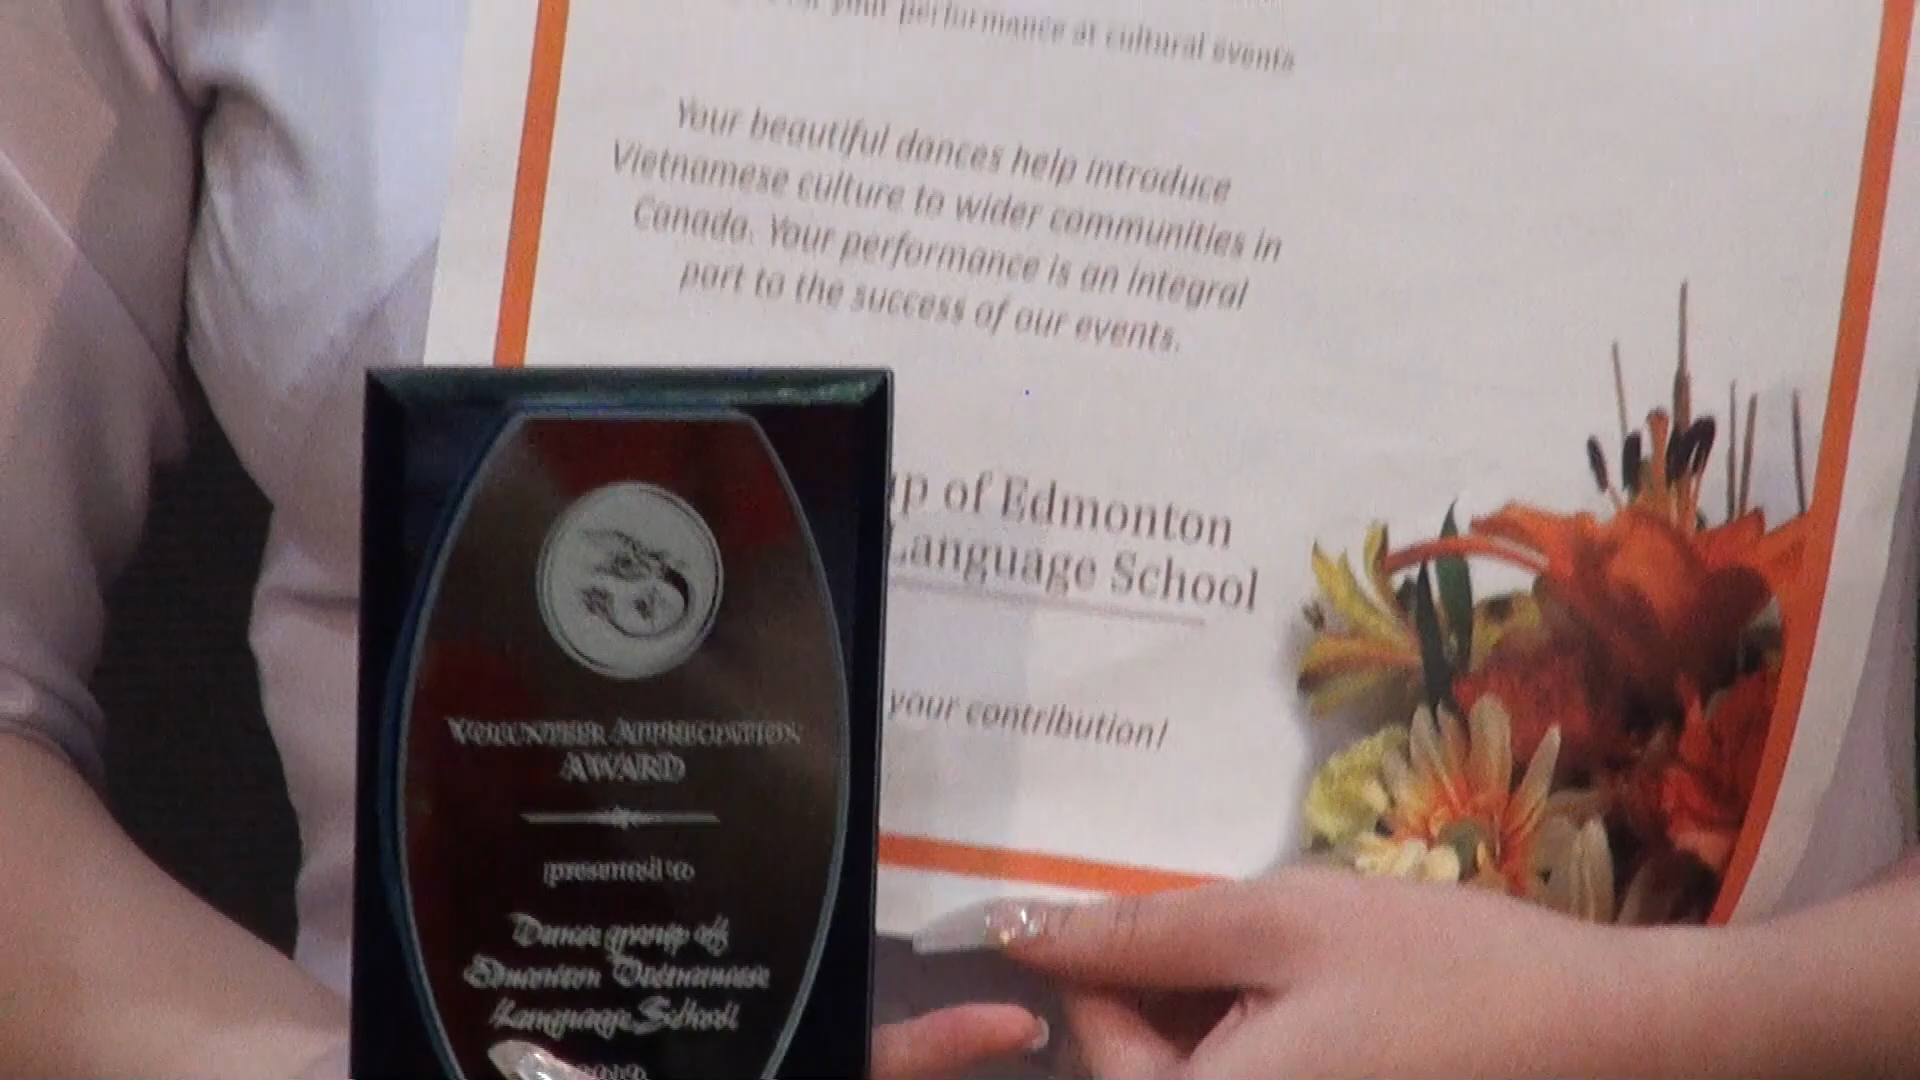 for your performance at cultural events
Your beautiful dances help introduce
Vietnamese culture to wider communities in
Canada. Your performance is an integral
part to the success of our events.
of Edmonton
Language School
your contribution!
VOLUNTEER APPRECIATION
AWARD
presented to
Dance group of
Edmonton Vietnamese
Language School
2019